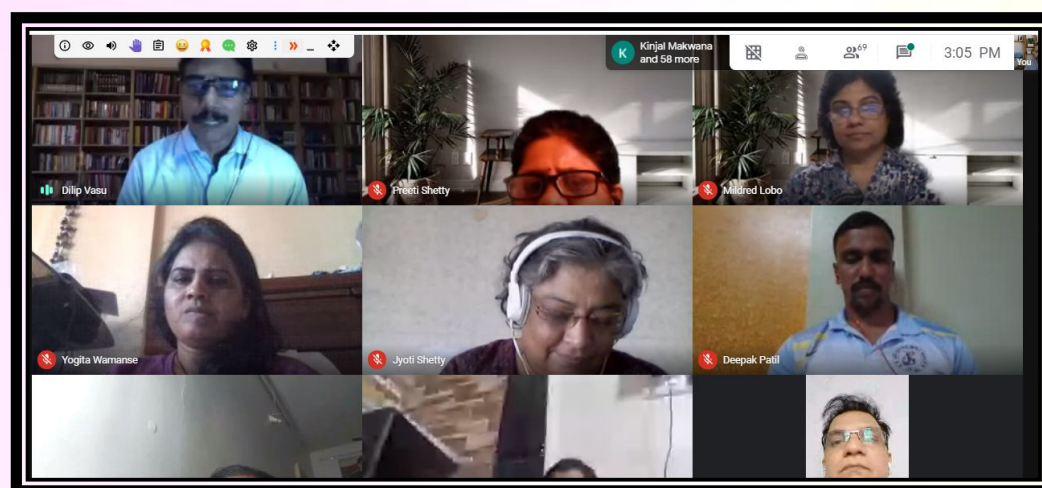 Kinjal Makwana
and 58 more
69
3:05 PM
You
Dilip Vasu
Preeti Shetty
Mildred Lobo
Yogita Wamanse
Jyoti Shetty
Deepak Patil
K